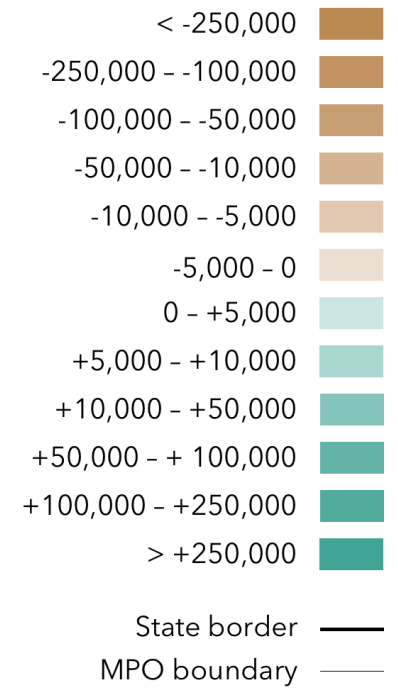 < -250,000
-250,000 – -100,000
-100,000 – -50,000
-50,000 – -10,000
-10,000 – -5,000
-5,000 – 0
0 – +5,000
+5,000 – +10,000
+10,000 – +50,000
+50,000 – + 100,000
+100,000 – +250,000
> +250,000
State border
MPO boundary